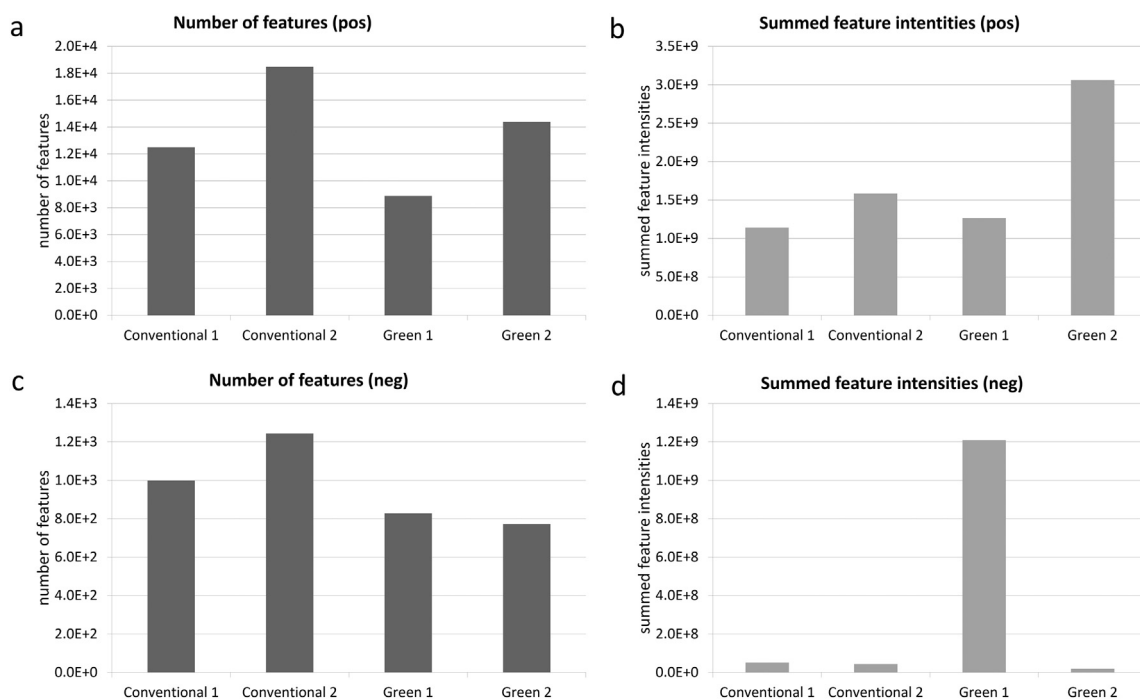 a
Number of features (pos)
number of features
2.0E+4
1.8E+4
1.6E+4
1.4E+4
1.2E+4
1.0E+4
8.0E+3
6.0E+3
4.0E+3
2.0E+3
0.0E+0
Conventional 1 Conventional 2 Green 1 Green 2
b
Summed feature intentities (pos)
summed feature intensities
3.5E+9
3.0E+9
2.5E+9
2.0E+9
1.5E+9
1.0E+9
5.0E+8
0.0E+0
Conventional 1 Conventional 2 Green 1 Green 2
c
Number of features (neg)
number of features
1.4E+3
1.2E+3
1.0E+3
8.0E+2
6.0E+2
4.0E+2
2.0E+2
0.0E+0
Conventional 1 Conventional 2 Green 1 Green 2
d
Summed feature intensities (neg)
summed feature intensities
1.4E+9
1.2E+9
1.0E+9
8.0E+8
6.0E+8
4.0E+8
2.0E+8
0.0E+0
Conventional 1 Conventional 2 Green 1 Green 2